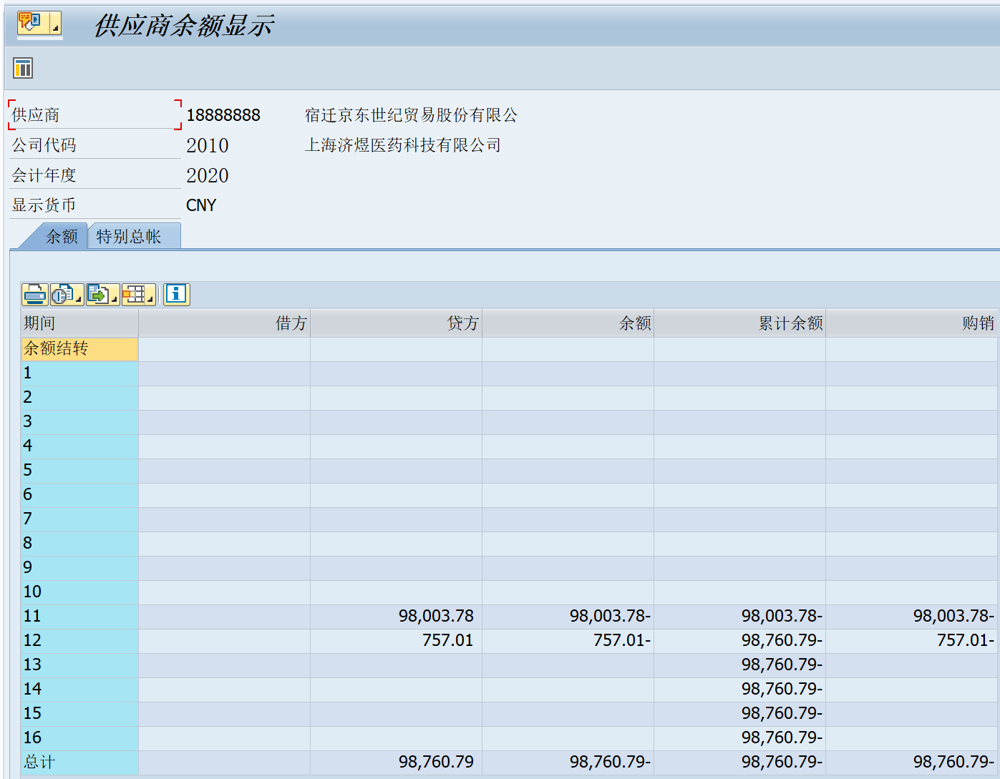 供应商余额显示
供应商 18888888 宿迁京东世纪贸易股份有限公
公司代码 2010 上海济煜医药科技有限公司
会计年度 2020
显示货币 CNY
余额 特别总帐
期间 借方 贷方 余额 累计余额 购销
余额结转
1
2
3
4
5
6
7
8
9
10
11 98,003.78 98,003.78- 98,003.78- 98,003.78-
12 757.01 757.01- 98,760.79- 757.01-
13 98,760.79-
14 98,760.79-
15 98,760.79-
16 98,760.79-
总计 98,760.79 98,760.79- 98,760.79- 98,760.79-